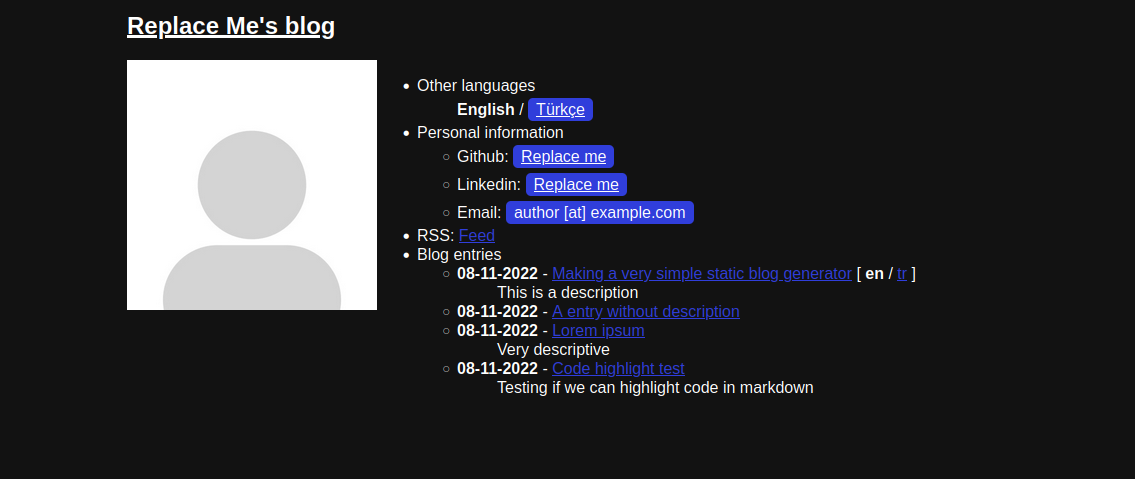 Replace Me's blog
Other languages
English / Türkçe
Personal information
Github: Replace me
Linkedin: Replace me
Email: author [at] example.com
RSS: Feed
Blog entries
08-11-2022 - Making a very simple static blog generator [ en / tr ]
This is a description
08-11-2022 - A entry without description
08-11-2022 - Lorem ipsum
Very descriptive
08-11-2022 - Code highlight test
Testing if we can highlight code in markdown